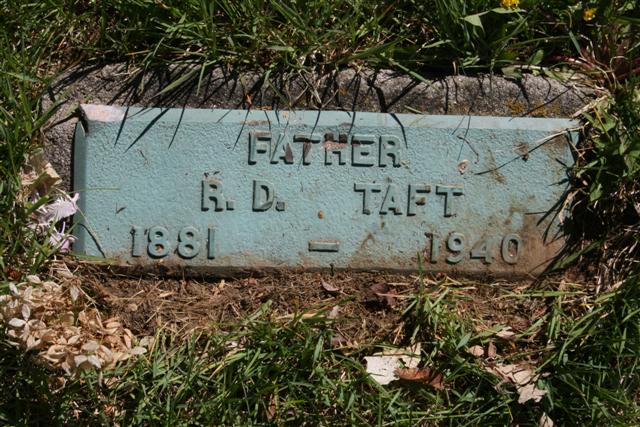 FATHER
R. D. TAFT
1881 – 1940